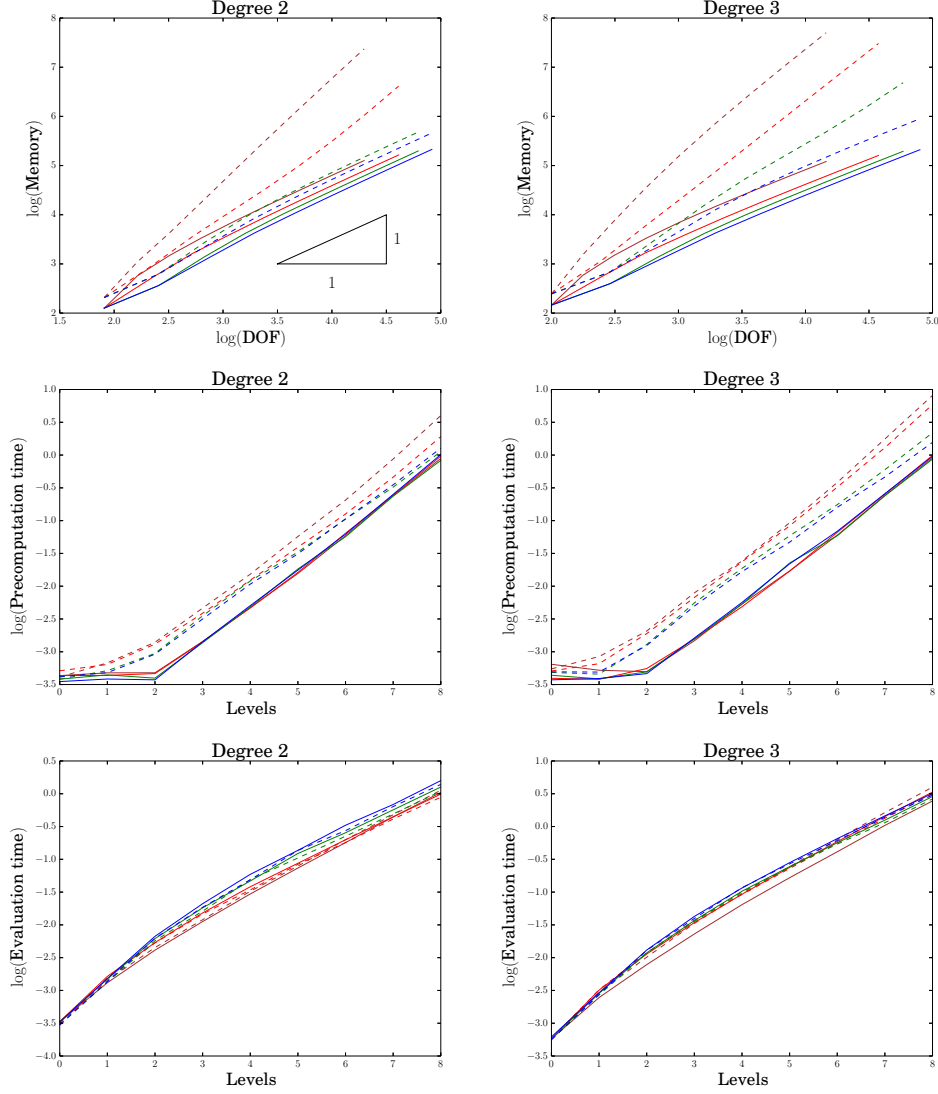 Degree 2
Degree 3
8
7
6
5
4
3
2
log(Memory)
1
1
1.5 2.0 2.5 3.0 3.5 4.0 4.5 5.0
log(DOF)
8
7
6
5
4
3
2
log(Memory)
2.0 2.5 3.0 3.5 4.0 4.5 5.0
log(DOF)
Degree 2
Degree 3
1.0
0.5
0.0
−0.5
−1.0
−1.5
−2.0
−2.5
−3.0
−3.5
log(Precomputation time)
0 1 2 3 4 5 6 7 8
Levels
1.0
0.5
0.0
−0.5
−1.0
−1.5
−2.0
−2.5
−3.0
−3.5
log(Precomputation time)
0 1 2 3 4 5 6 7 8
Levels
Degree 2
Degree 3
0.5
0.0
−0.5
−1.0
−1.5
−2.0
−2.5
−3.0
−3.5
−4.0
log(Evaluation time)
0 1 2 3 4 5 6 7 8
Levels
1.0
0.5
0.0
−0.5
−1.0
−1.5
−2.0
−2.5
−3.0
−3.5
log(Evaluation time)
0 1 2 3 4 5 6 7 8
Levels